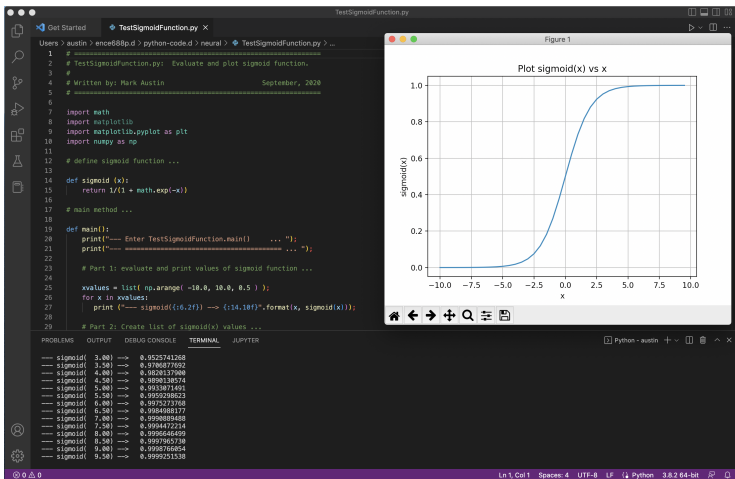 TestSigmoidFunction.py
Get Started
TestSigmoidFunction.py ×
Users > austin > ence688p.d > python-code.d > neural > TestSigmoidFunction.py > ...
1 # ==============================================================
2 # TestSigmoidFunction.py: Evaluate and plot sigmoid function.
3 #
4 # Written by: Mark Austin September, 2020
5 # ==============================================================
6
7 import math
8 import matplotlib
9 import matplotlib.pyplot as plt
10 import numpy as np
11
12 # define sigmoid function ...
13
14 def sigmoid (x):
15 return 1/(1 + math.exp(-x))
16
17 # main method ...
18
19 def main():
20 print("--- Enter TestSigmoidFunction.main() ... ");
21 print("--- ======================================== ... ");
22
23 # Part 1: evaluate and print values of sigmoid function ...
24
25 xvalues = list( np.arange( -10.0, 10.0, 0.5 ) );
26 for x in xvalues:
27 print ("--- sigmoid({:6.2f}) --> {:14.10f}".format(x, sigmoid(x)));
28
29 # Part 2: Create list of sigmoid(x) values ...
Figure 1
Plot sigmoid(x) vs x
1.0
0.8
0.6
0.4
0.2
0.0
sigmoid(x)
−10.0 −7.5 −5.0 −2.5 0.0 2.5 5.0 7.5 10.0
x
PROBLEMS OUTPUT DEBUG CONSOLE TERMINAL JUPYTER
Python - austin
--- sigmoid( 3.00) --> 0.9525741268
--- sigmoid( 3.50) --> 0.9706877692
--- sigmoid( 4.00) --> 0.9820137900
--- sigmoid( 4.50) --> 0.9890130574
--- sigmoid( 5.00) --> 0.9933071491
--- sigmoid( 5.50) --> 0.9959298623
--- sigmoid( 6.00) --> 0.9975273768
--- sigmoid( 6.50) --> 0.9984988177
--- sigmoid( 7.00) --> 0.9990889488
--- sigmoid( 7.50) --> 0.9994472214
--- sigmoid( 8.00) --> 0.9996646499
--- sigmoid( 8.50) --> 0.9997965730
--- sigmoid( 9.00) --> 0.9998766054
--- sigmoid( 9.50) --> 0.9999251538
0 0
Ln 1, Col 1 Spaces: 4 UTF-8 LF Python 3.8.2 64-bit